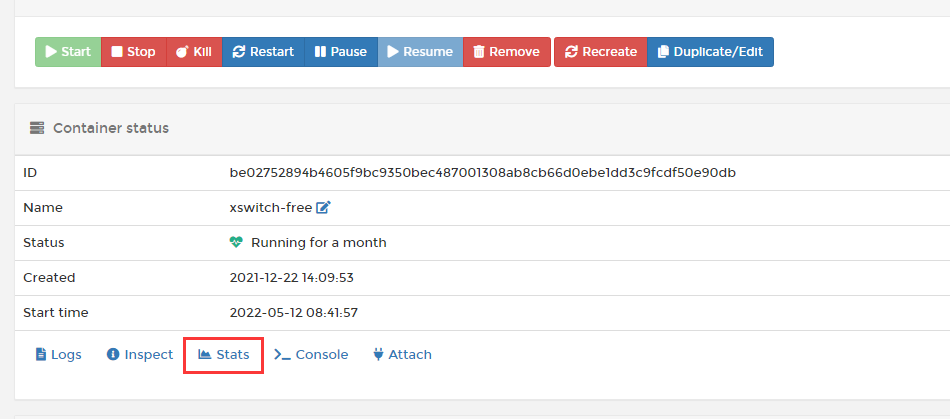 Start Stop Kill Restart Pause Resume Remove Recreate Duplicate/Edit
Container status
ID be02752894b4605f9bc9350bec487001308ab8cb66d0ebe1dd3c9fcdf50e90db
Name xswitch-free
Status Running for a month
Created 2021-12-22 14:09:53
Start time 2022-05-12 08:41:57
Logs Inspect Stats Console Attach